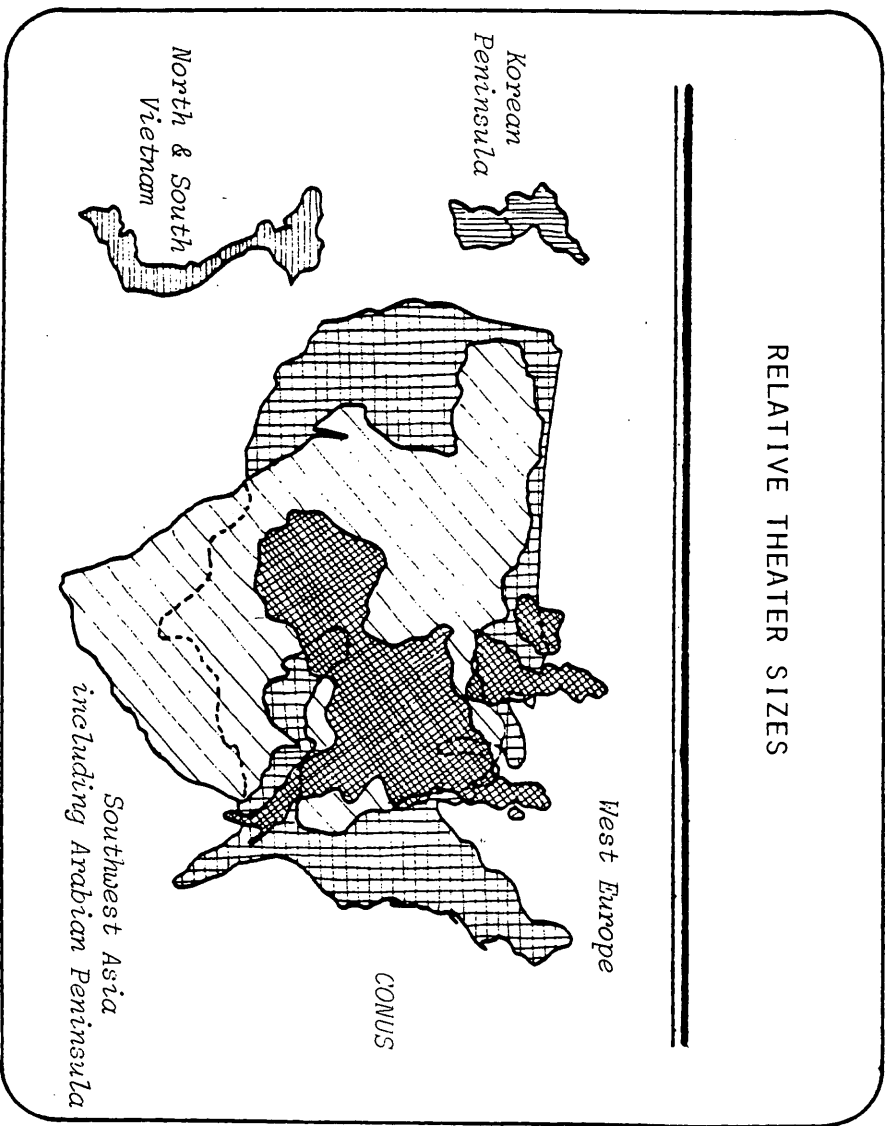 RELATIVE THEATER SIZES
Korean
Peninsula
West Europe
North & South
Vietnam
CONUS
Southwest Asia
including Arabian Peninsula